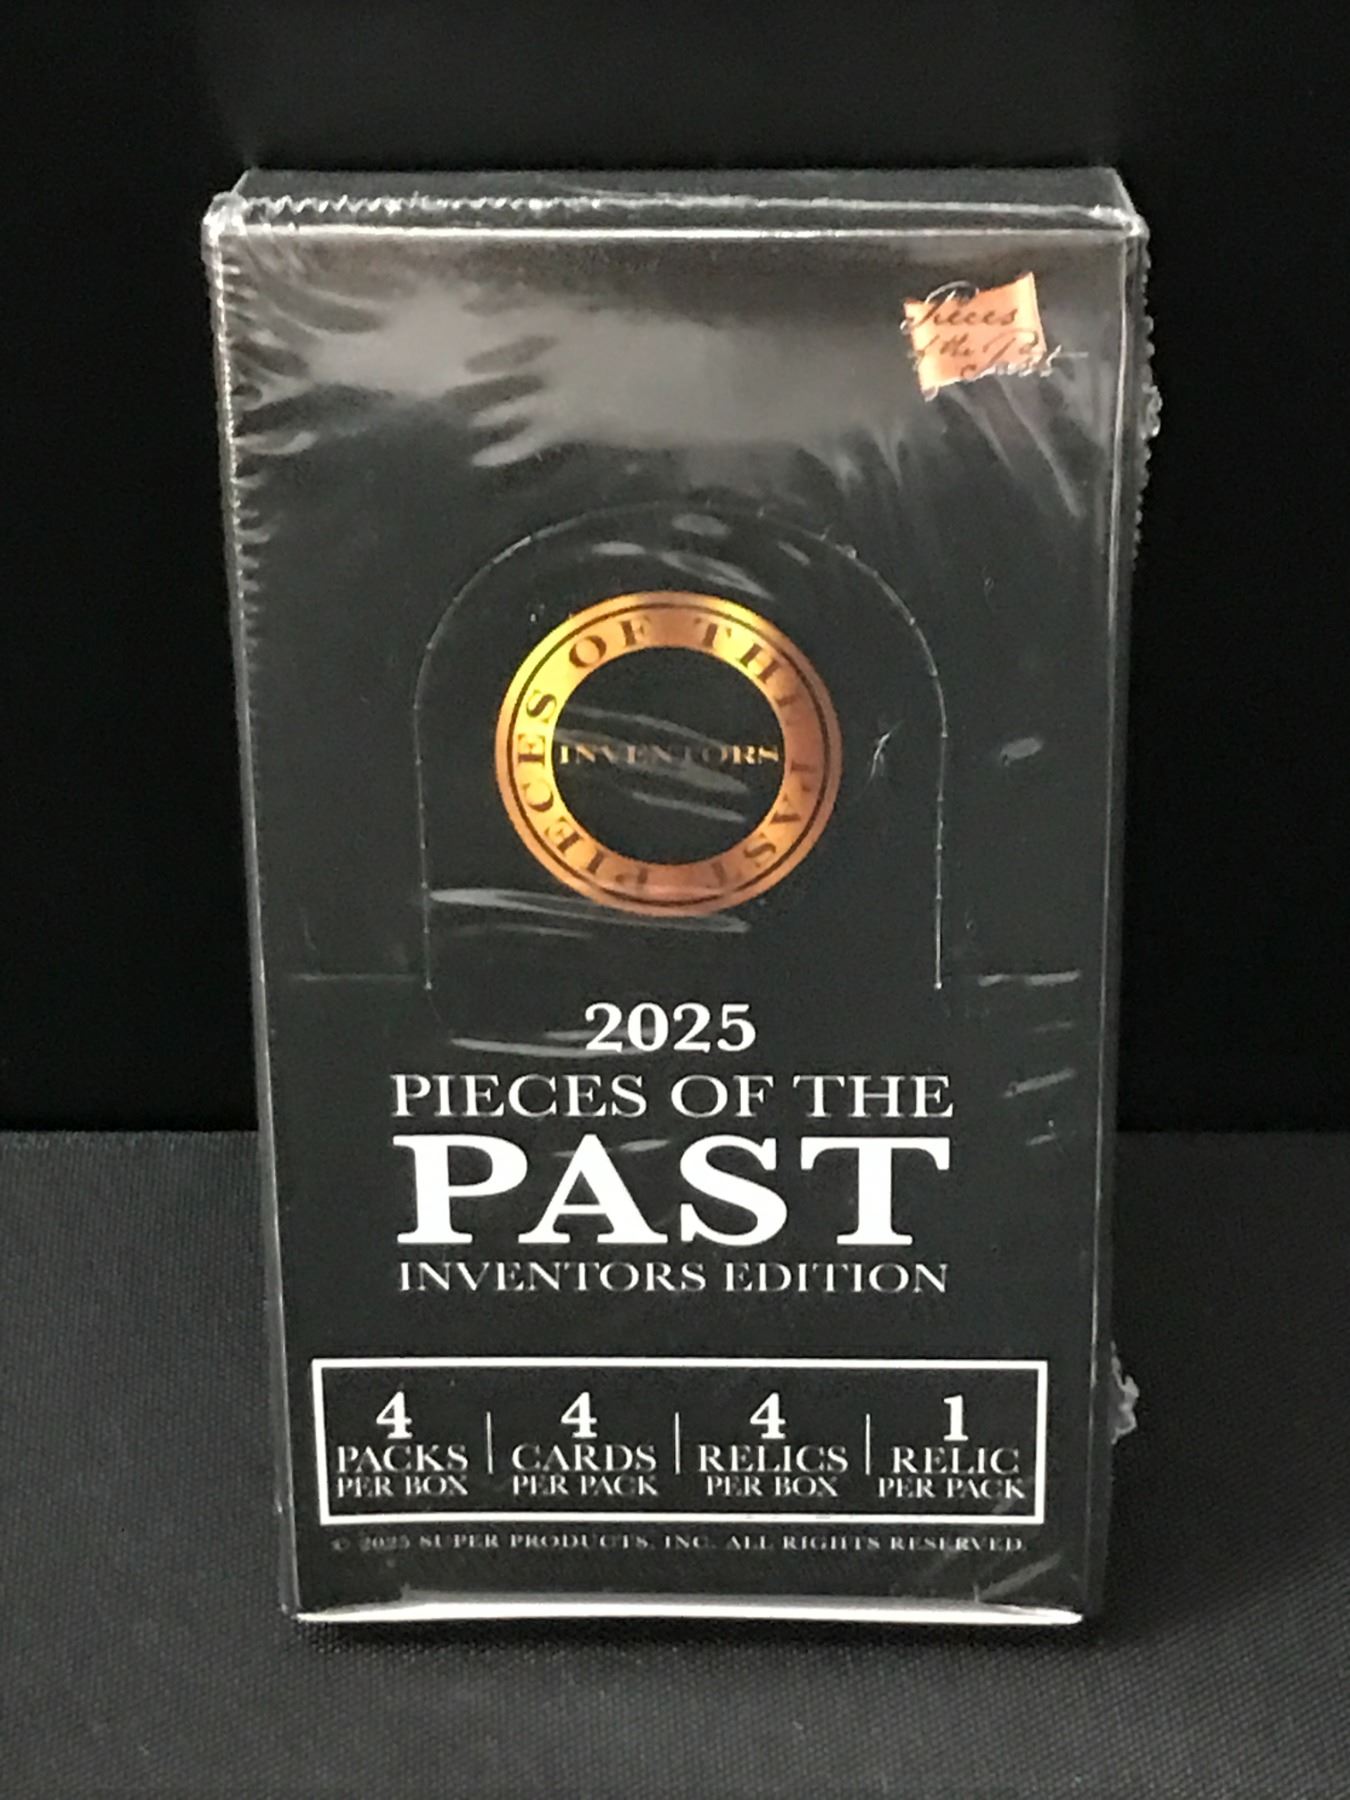 Pieces
of the Past
PIECES OF THE PAST
INVENTORS
2025
PIECES OF THE
PAST
INVENTORS EDITION
4 PACKS PER BOX
4 CARDS PER PACK
4 RELICS PER BOX
1 RELIC PER PACK
© 2025 SUPER PRODUCTS, INC. ALL RIGHTS RESERVED.